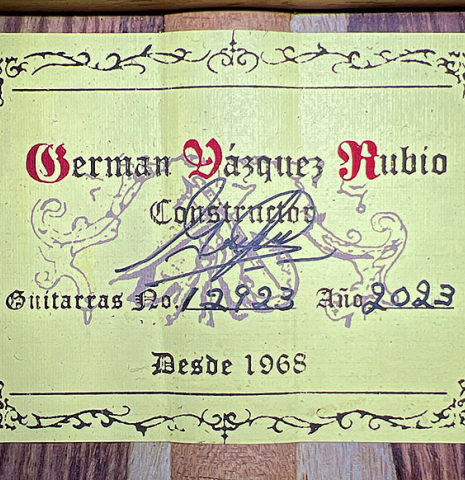 German Vázquez Rubio
Constructor
Guitarras No. 12923 Año 2023
Desde 1968